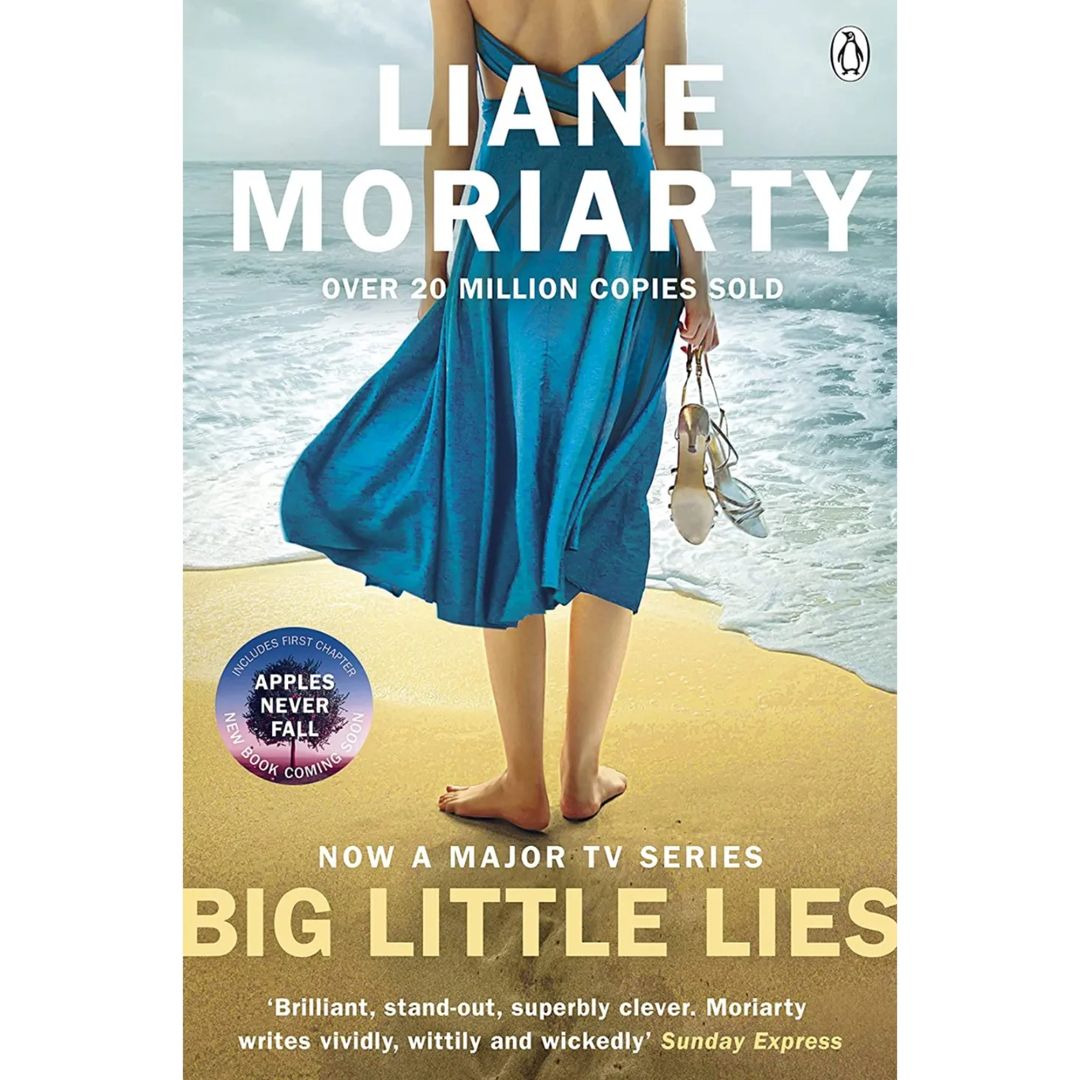 LIANE
MORIARTY
OVER 20 MILLION COPIES SOLD
INCLUDES FIRST CHAPTER
APPLES
NEVER
FALL
NEW BOOK COMING SOON
NOW A MAJOR TV SERIES
BIG LITTLE LIES
‘Brilliant, stand-out, superbly clever. Moriarty
writes vividly, wittily and wickedly’ Sunday Express